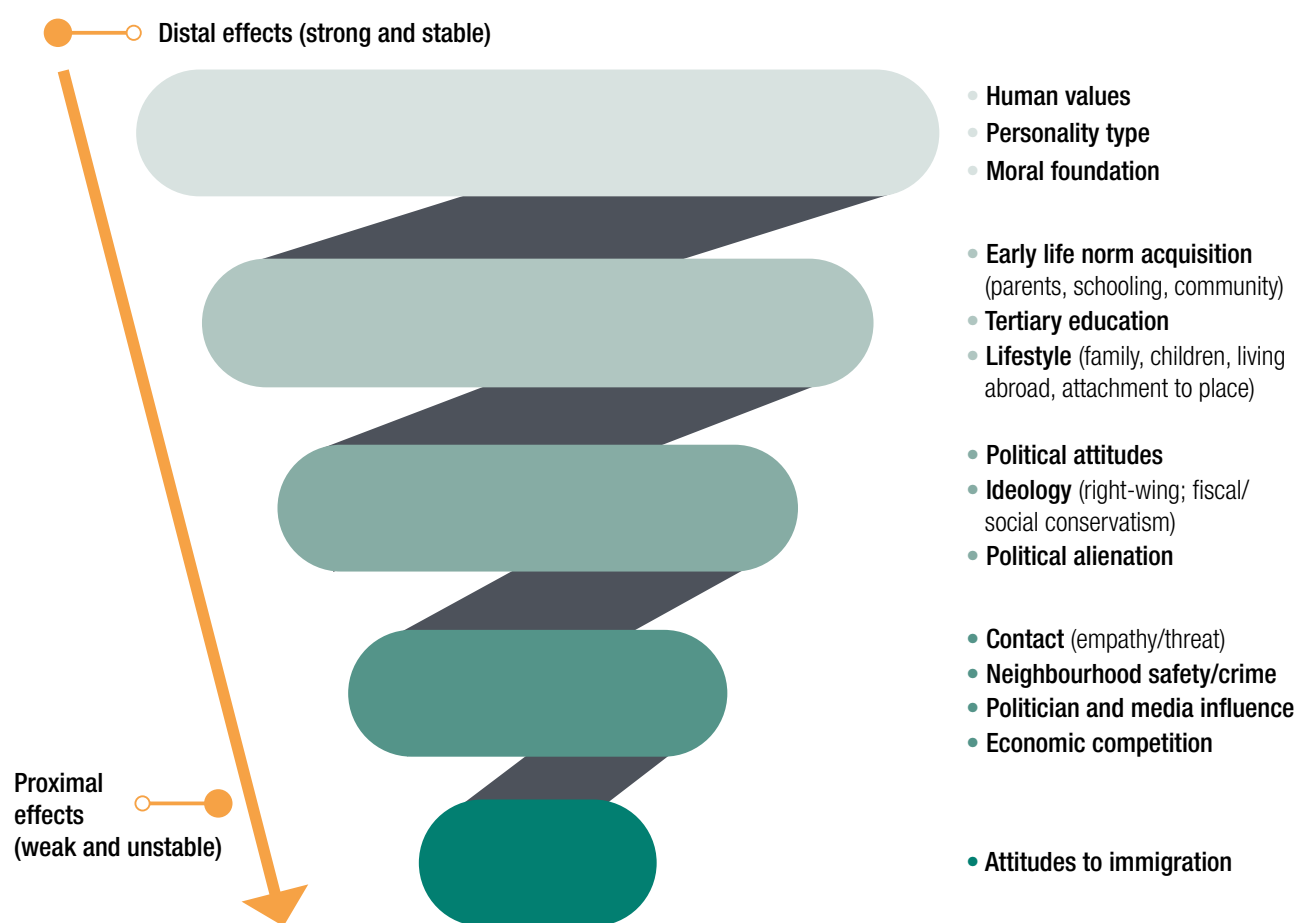 Distal effects (strong and stable)
Human values
Personality type
Moral foundation
Early life norm acquisition
(parents, schooling, community)
Tertiary education
Lifestyle (family, children, living
abroad, attachment to place)
Political attitudes
Ideology (right-wing; fiscal/
social conservatism)
Political alienation
Contact (empathy/threat)
Neighbourhood safety/crime
Politician and media influence
Economic competition
Proximal
effects
(weak and unstable)
Attitudes to immigration